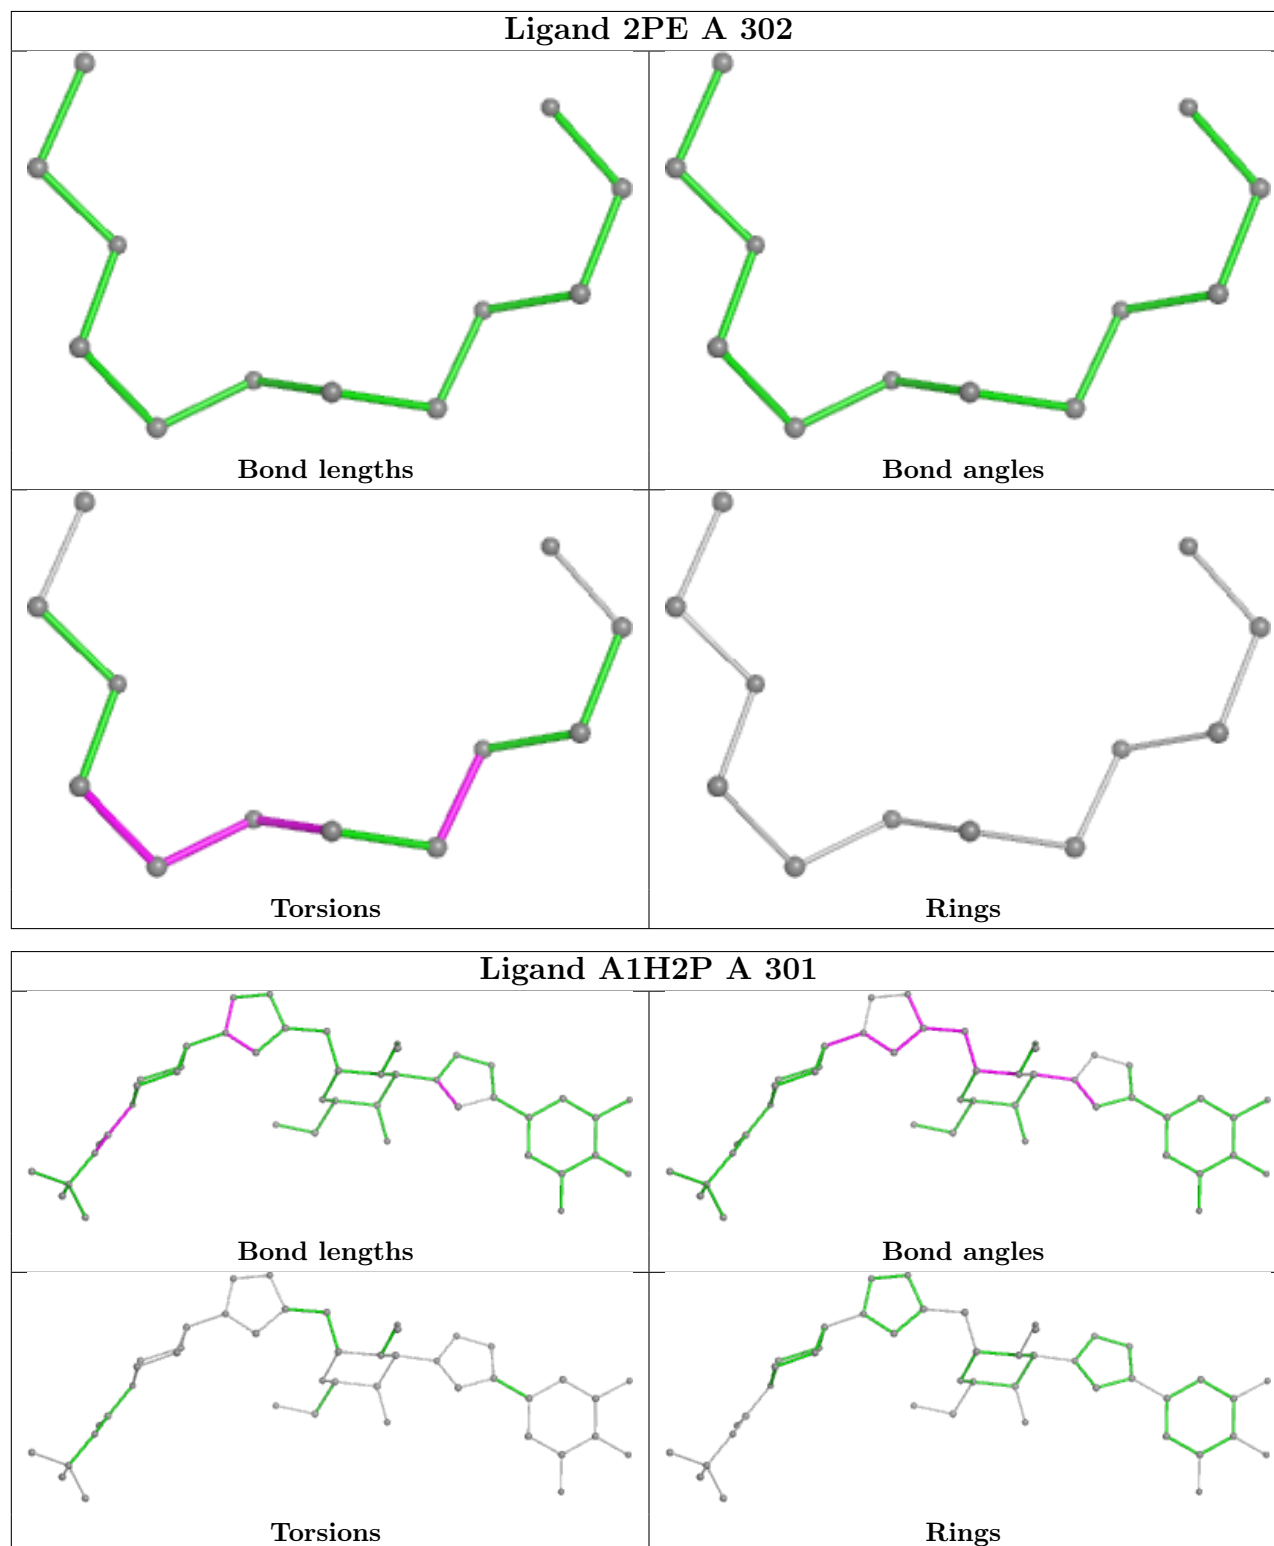 Ligand 2PE A 302
Bond lengths
Bond angles
Torsions
Rings
Ligand A1H2P A 301
Bond lengths
Bond angles
Torsions
Rings